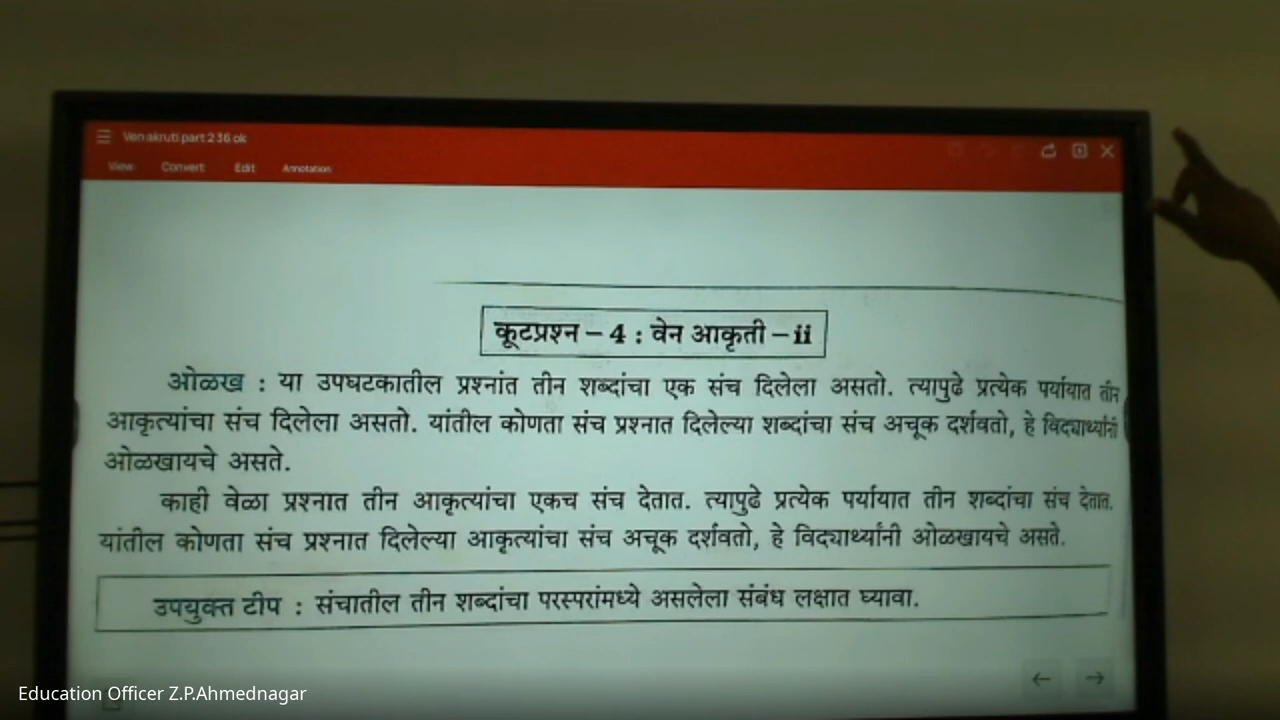 Ven akruti part 2 36 ok
View Convert Edit Annotation
कूटप्रश्न – 4 : वेन आकृती – ii
ओळख : या उपघटकातील प्रश्नांत तीन शब्दांचा एक संच दिलेला असतो. त्यापुढे प्रत्येक पर्यायात तीन
आकृत्यांचा संच दिलेला असतो. यांतील कोणता संच प्रश्नात दिलेल्या शब्दांचा संच अचूक दर्शवतो, हे विद्यार्थ्यांनी
ओळखायचे असते.
काही वेळा प्रश्नात तीन आकृत्यांचा एकच संच देतात. त्यापुढे प्रत्येक पर्यायात तीन शब्दांचा संच देतात.
यांतील कोणता संच प्रश्नात दिलेल्या आकृत्यांचा संच अचूक दर्शवतो, हे विद्यार्थ्यांनी ओळखायचे असते.
उपयुक्त टीप : संचातील तीन शब्दांचा परस्परांमध्ये असलेला संबंध लक्षात घ्यावा.
Education Officer Z.P.Ahmednagar